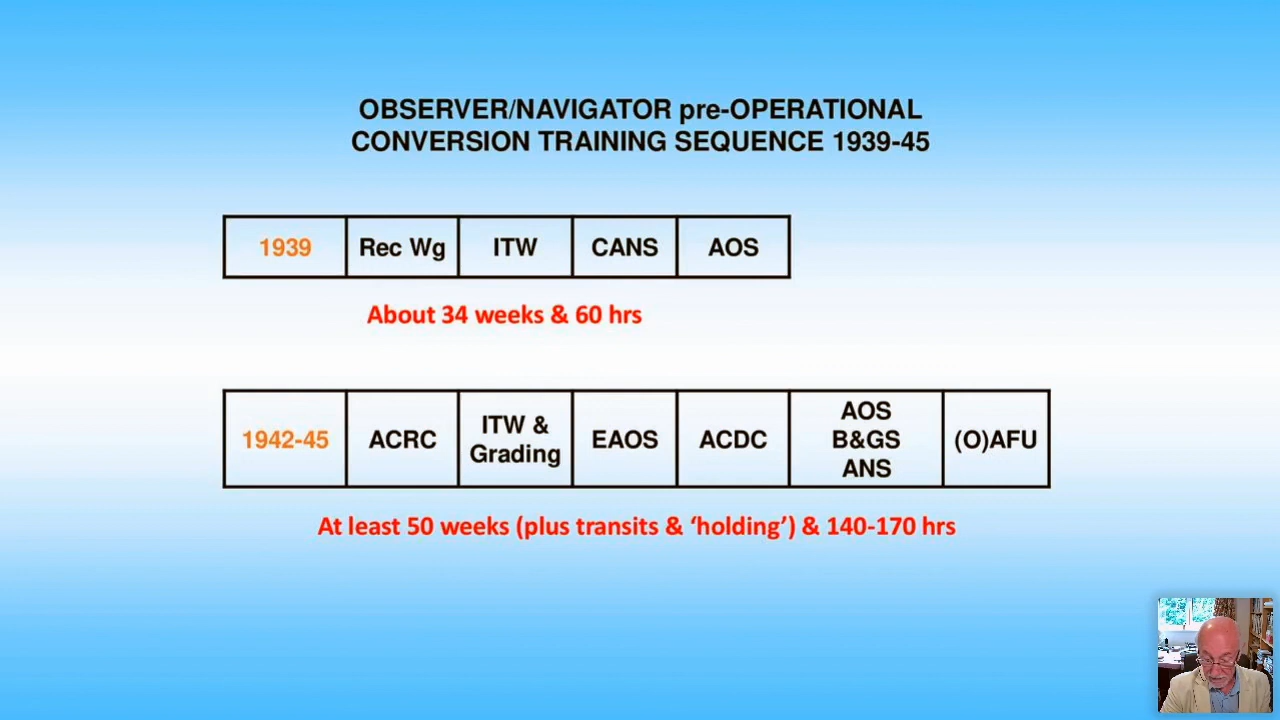 OBSERVER/NAVIGATOR pre-OPERATIONAL
CONVERSION TRAINING SEQUENCE 1939-45
1939 Rec Wg ITW CANS AOS
About 34 weeks & 60 hrs
1942-45 ACRC ITW & Grading EAOS ACDC AOS B&GS ANS (O)AFU
At least 50 weeks (plus transits & ‘holding’) & 140-170 hrs